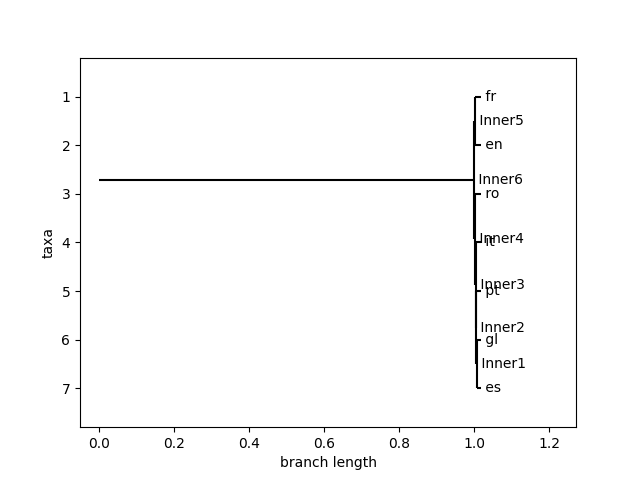 1
2
3
4
5
6
7
taxa
fr
Inner5
en
Inner6
ro
Inner4
it
Inner3
pt
Inner2
gl
Inner1
es
0.0 0.2 0.4 0.6 0.8 1.0 1.2
branch length